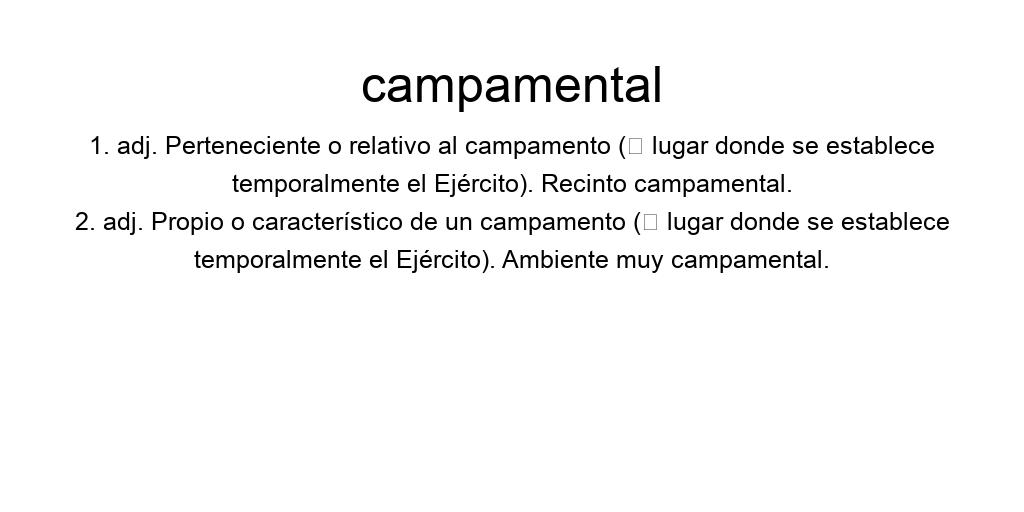 campamental
1. adj. Perteneciente o relativo al campamento (□ lugar donde se establece
temporalmente el Ejército). Recinto campamental.
2. adj. Propio o característico de un campamento (□ lugar donde se establece
temporalmente el Ejército). Ambiente muy campamental.